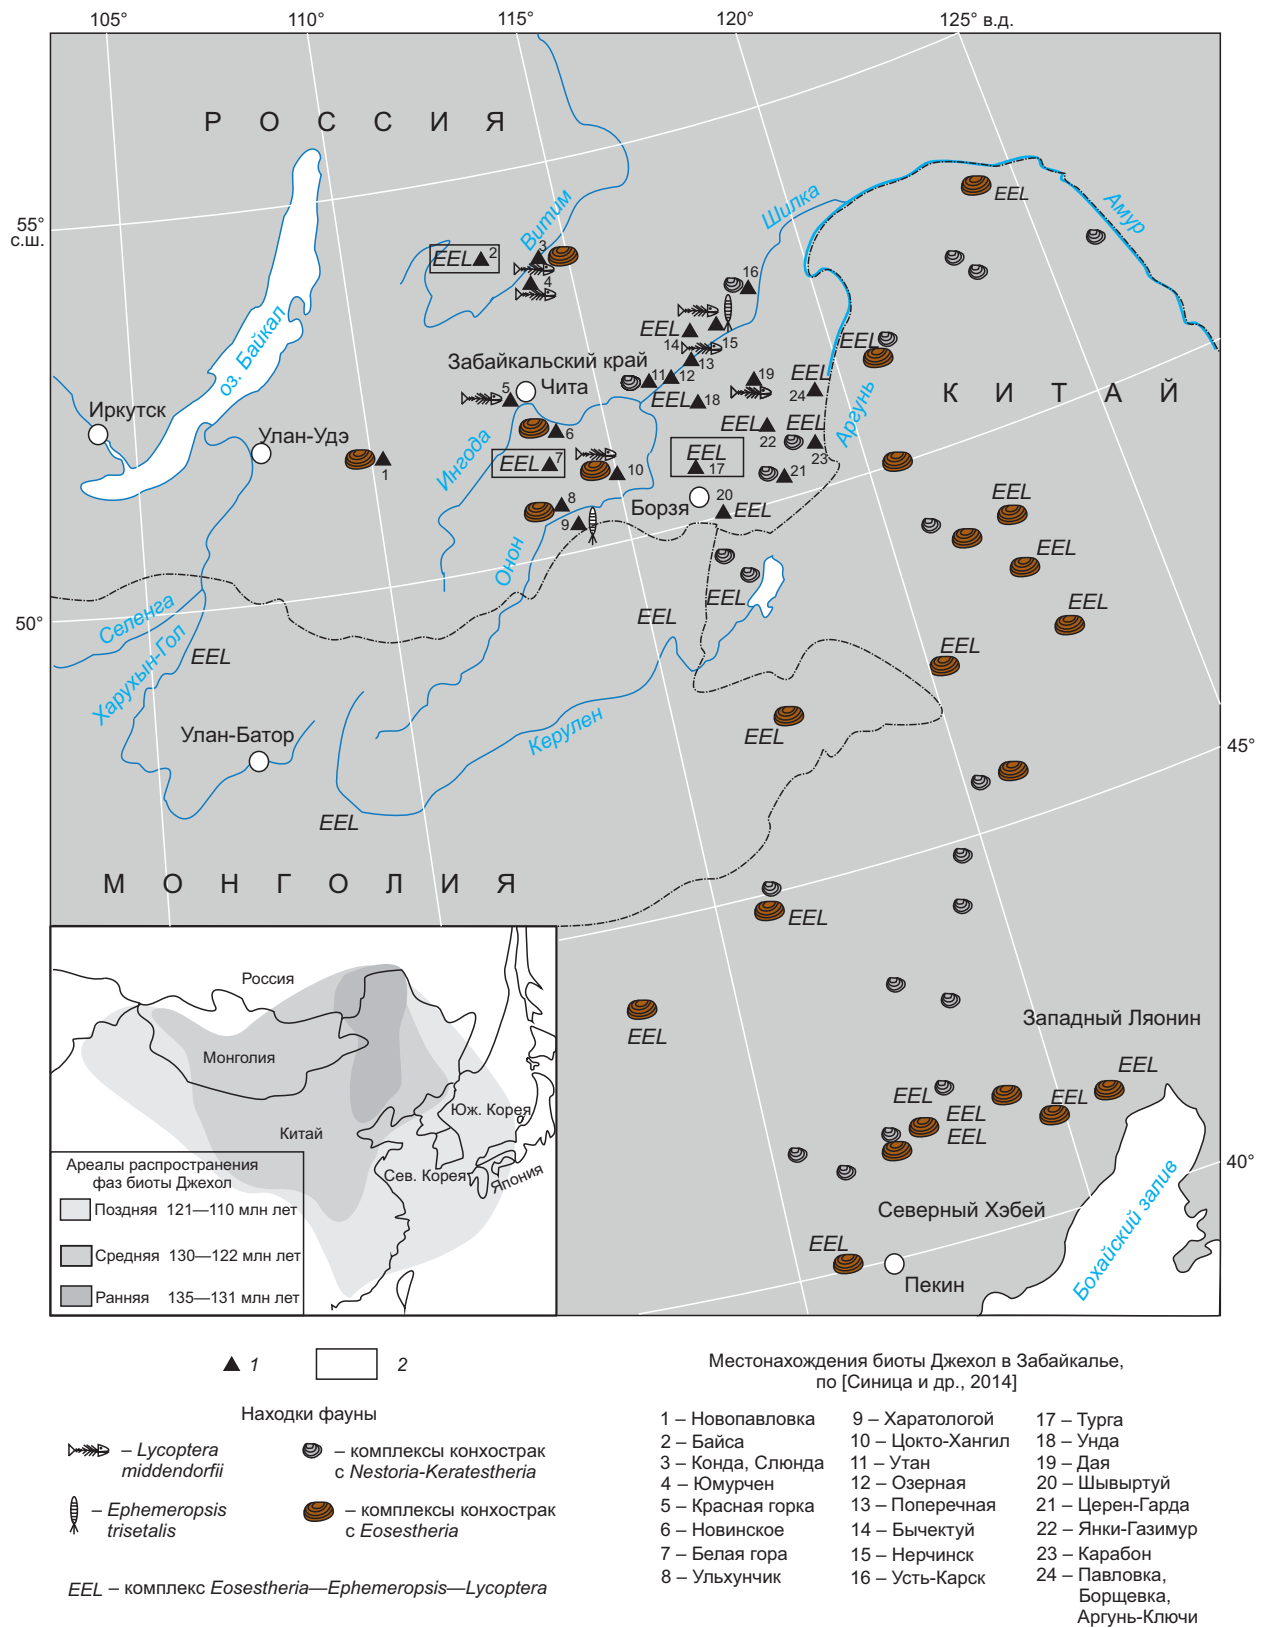 105°
110°
115°
120°
125° в.д.
РОССИЯ
55°
с.ш.
Витим
Шилка
Амур
EEL
EEL
2
3
4
16
EEL
14
15
13
EEL
оз. Байкал
Забайкальский край
Чита
11
12
19
EEL
24
КИТАЙ
5
EEL
18
Аргунь
Иркутск
Улан-Удэ
6
EEL
22
EEL
23
Ингода
1
EEL
7
10
EEL
17
21
EEL
Борзя
20
EEL
8
9
EEL
Онон
EEL
EEL
EEL
50°
Селенга
EEL
Харухын-Гол
EEL
Улан-Батор
Керулен
EEL
45°
EEL
МОНГОЛИЯ
EEL
Россия
Монголия
EEL
Западный Ляонин
EEL
EEL
EEL
EEL
EEL
Юж. Корея
Китай
Сев. Корея
Япония
40°
Ареалы распространения
фаз биоты Джехол
Поздняя 121—110 млн лет
Средняя 130—122 млн лет
Ранняя 135—131 млн лет
Северный Хэбей
Бохайский залив
EEL
Пекин
1
2
Находки фауны
– Lycoptera
middendorfii
– комплексы конхострак
с Nestoria-Keratestheria
– Ephemeropsis
trisetalis
– комплексы конхострак
с Eosestheria
EEL – комплекс Eosestheria—Ephemeropsis—Lycoptera
Местонахождения биоты Джехол в Забайкалье,
по [Синица и др., 2014]
1 – Новопавловка
2 – Байса
3 – Конда, Слюнда
4 – Юмурчен
5 – Красная горка
6 – Новинское
7 – Белая гора
8 – Ульхунчик
9 – Харатологой
10 – Цокто-Хангил
11 – Утан
12 – Озерная
13 – Поперечная
14 – Бычектуй
15 – Нерчинск
16 – Усть-Карск
17 – Турга
18 – Унда
19 – Дая
20 – Шывыртуй
21 – Церен-Гарда
22 – Янки-Газимур
23 – Карабон
24 – Павловка,
Борщевка,
Аргунь-Ключи